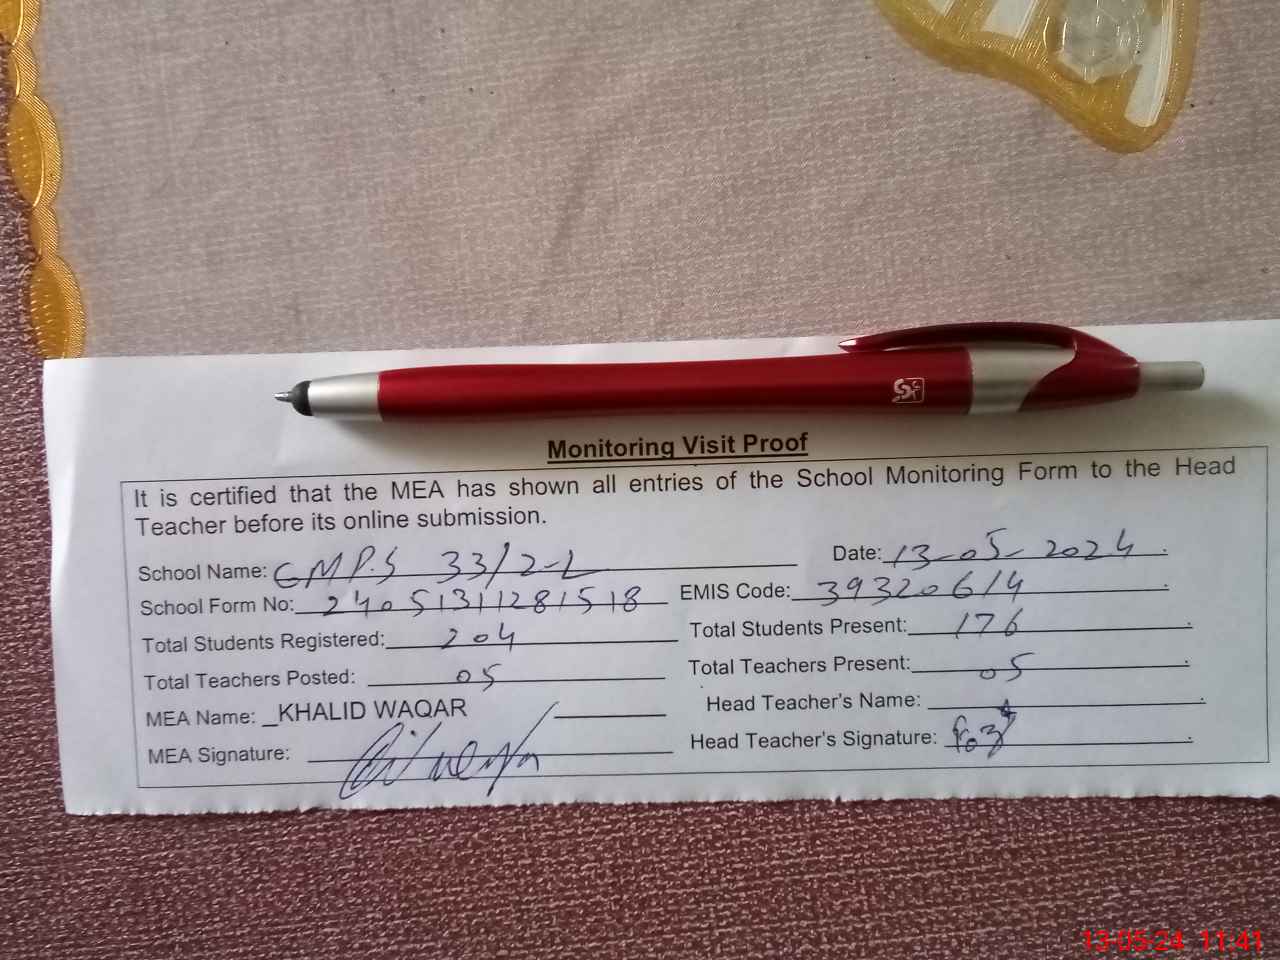 Monitoring Visit Proof
It is certified that the MEA has shown all entries of the School Monitoring Form to the Head
Teacher before its online submission.
School Name: GMPS 33/2-L Date: 13-05-2024.
School Form No: 2405131128 1518 EMIS Code: 39320614.
Total Students Registered: 204 Total Students Present: 176.
Total Teachers Posted: 05 Total Teachers Present: 05.
MEA Name: _KHALID WAQAR Head Teacher's Name:
MEA Signature: Head Teacher's Signature:
13-05-24 11:41